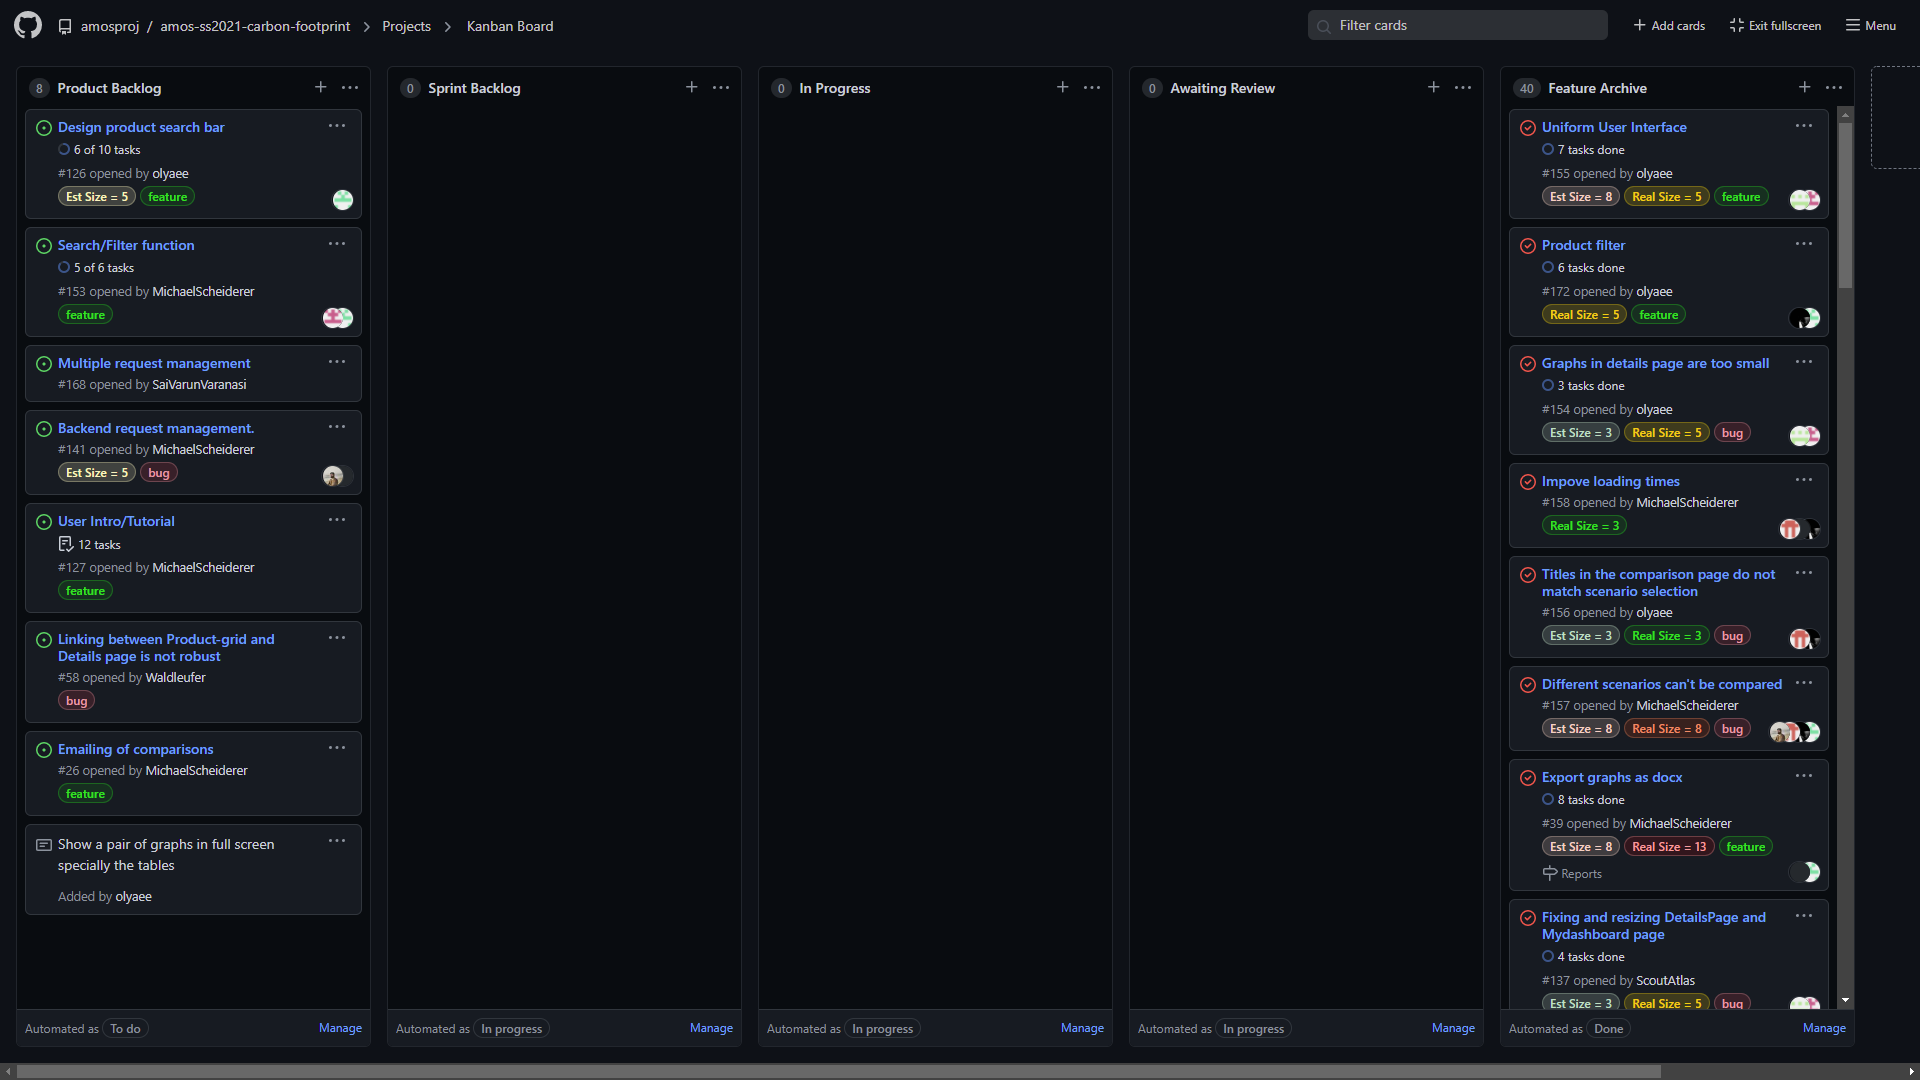 amosproj / amos-ss2021-carbon-footprint > Projects > Kanban Board
Filter cards
Add cards
Exit fullscreen
Menu
8 Product Backlog
Design product search bar
6 of 10 tasks
#126 opened by olyaee
Est Size = 5 feature
Search/Filter function
5 of 6 tasks
#153 opened by MichaelScheiderer
feature
Multiple request management
#168 opened by SaiVarunVaranasi
Backend request management.
#141 opened by MichaelScheiderer
Est Size = 5 bug
User Intro/Tutorial
12 tasks
#127 opened by MichaelScheiderer
feature
Linking between Product-grid and
Details page is not robust
#58 opened by Waldleufer
bug
Emailing of comparisons
#26 opened by MichaelScheiderer
feature
Show a pair of graphs in full screen
specially the tables
Added by olyaee
Automated as To do Manage
0 Sprint Backlog
Automated as In progress Manage
0 In Progress
Automated as In progress Manage
0 Awaiting Review
Automated as In progress Manage
40 Feature Archive
Uniform User Interface
7 tasks done
#155 opened by olyaee
Est Size = 8 Real Size = 5 feature
Product filter
6 tasks done
#172 opened by olyaee
Real Size = 5 feature
Graphs in details page are too small
3 tasks done
#154 opened by olyaee
Est Size = 3 Real Size = 5 bug
Impove loading times
#158 opened by MichaelScheiderer
Real Size = 3
Titles in the comparison page do not
match scenario selection
#156 opened by olyaee
Est Size = 3 Real Size = 3 bug
Different scenarios can't be compared
#157 opened by MichaelScheiderer
Est Size = 8 Real Size = 8 bug
Export graphs as docx
8 tasks done
#39 opened by MichaelScheiderer
Est Size = 8 Real Size = 13 feature
Reports
Fixing and resizing DetailsPage and
Mydashboard page
4 tasks done
#137 opened by ScoutAtlas
Est Size = 3 Real Size = 5 bug
Automated as Done Manage